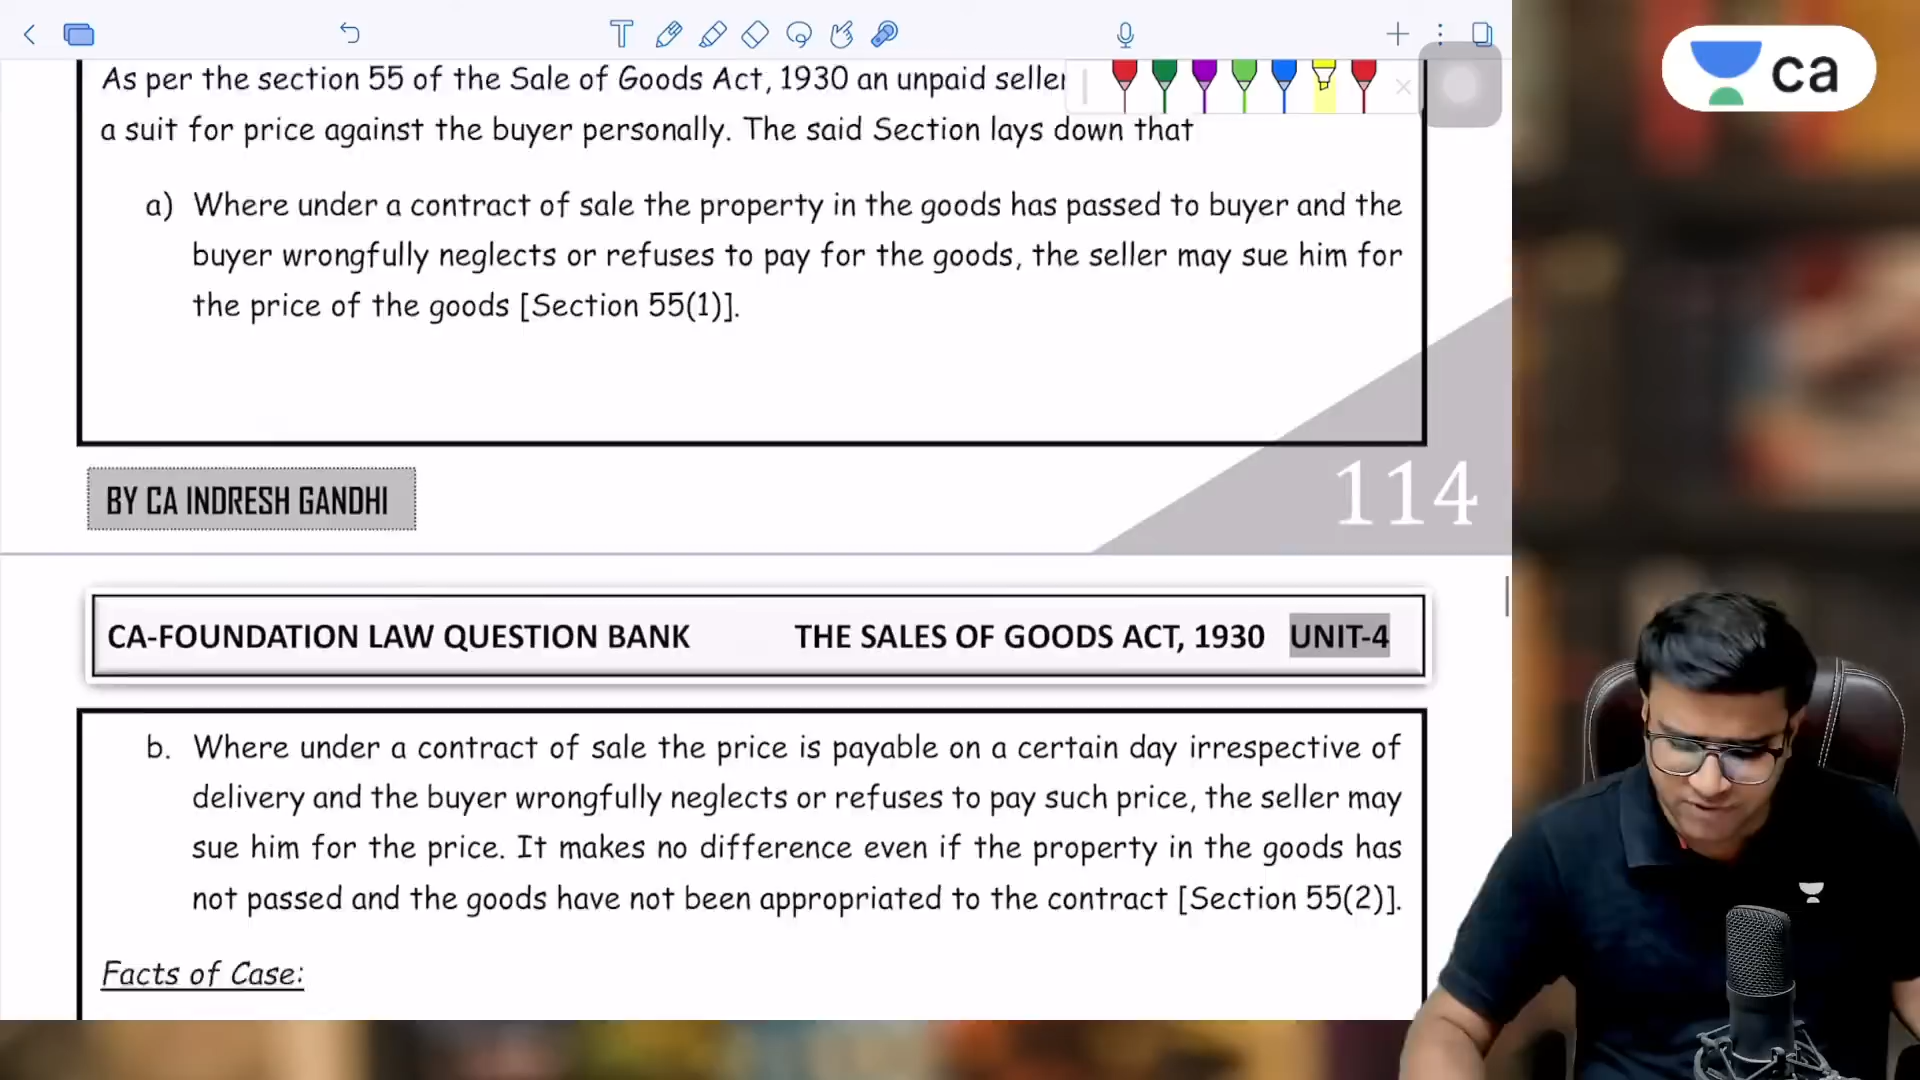 ca
As per the section 55 of the Sale of Goods Act, 1930 an unpaid seller
a suit for price against the buyer personally. The said Section lays down that
a) Where under a contract of sale the property in the goods has passed to buyer and the
buyer wrongfully neglects or refuses to pay for the goods, the seller may sue him for
the price of the goods [Section 55(1)].
BY CA INDRESH GANDHI
114
CA-FOUNDATION LAW QUESTION BANK THE SALES OF GOODS ACT, 1930 UNIT-4
b. Where under a contract of sale the price is payable on a certain day irrespective of
delivery and the buyer wrongfully neglects or refuses to pay such price, the seller may
sue him for the price. It makes no difference even if the property in the goods has
not passed and the goods have not been appropriated to the contract [Section 55(2)].
Facts of Case: